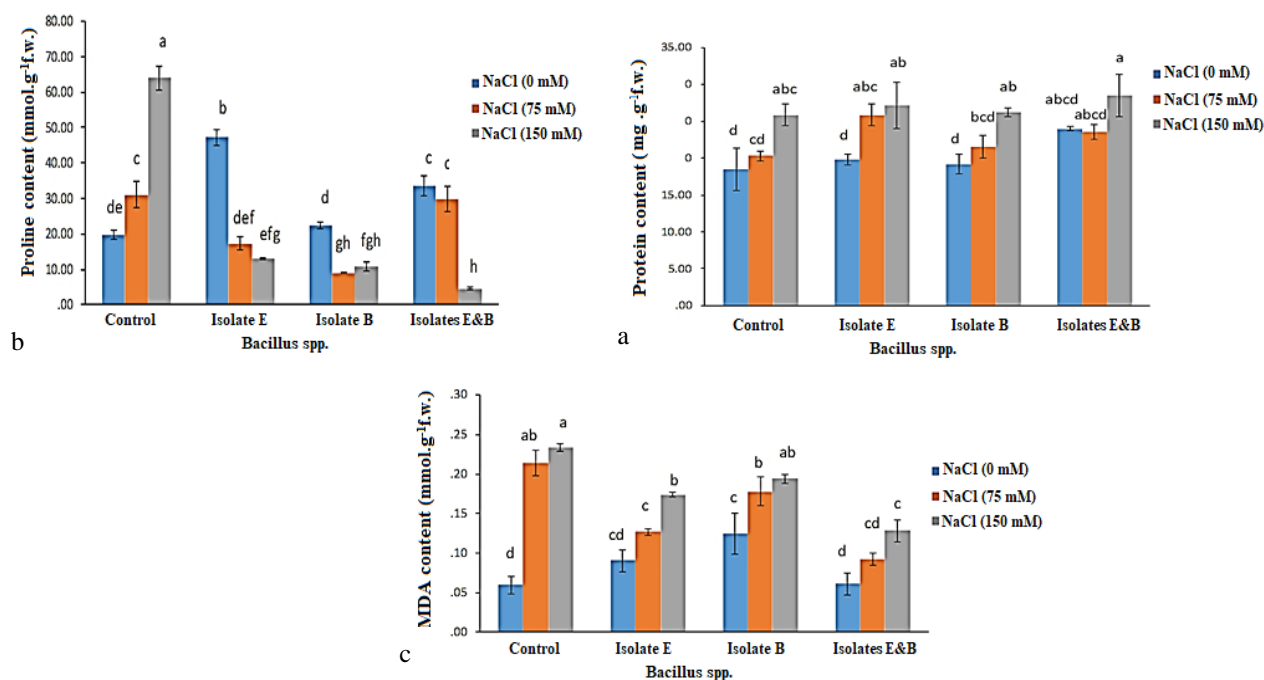 Proline content (mmol.g-1f.w.)
80.00
70.00
60.00
50.00
40.00
30.00
20.00
10.00
.00
de
c
a
b
def
efg
d
gh
fgh
c
c
h
NaCl (0 mM)
NaCl (75 mM)
NaCl (150 mM)
Control
Isolate E
Isolate B
Isolates E&B
Bacillus spp.
b
Protein content (mg .g-1f.w.)
35.00
0
0
0
15.00
5.00
.00
d
cd
abc
d
abc
ab
d
bcd
ab
abcd
abcd
a
NaCl (0 mM)
NaCl (75 mM)
NaCl (150 mM)
Control
Isolate E
Isolate B
Isolates E&B
Bacillus spp.
a
MDA content (mmol.g-1f.w.)
.30
.25
.20
.15
.10
.05
.00
d
ab
a
cd
c
b
c
b
ab
d
cd
c
NaCl (0 mM)
NaCl (75 mM)
NaCl (150 mM)
Control
Isolate E
Isolate B
Isolates E&B
Bacillus spp.
c